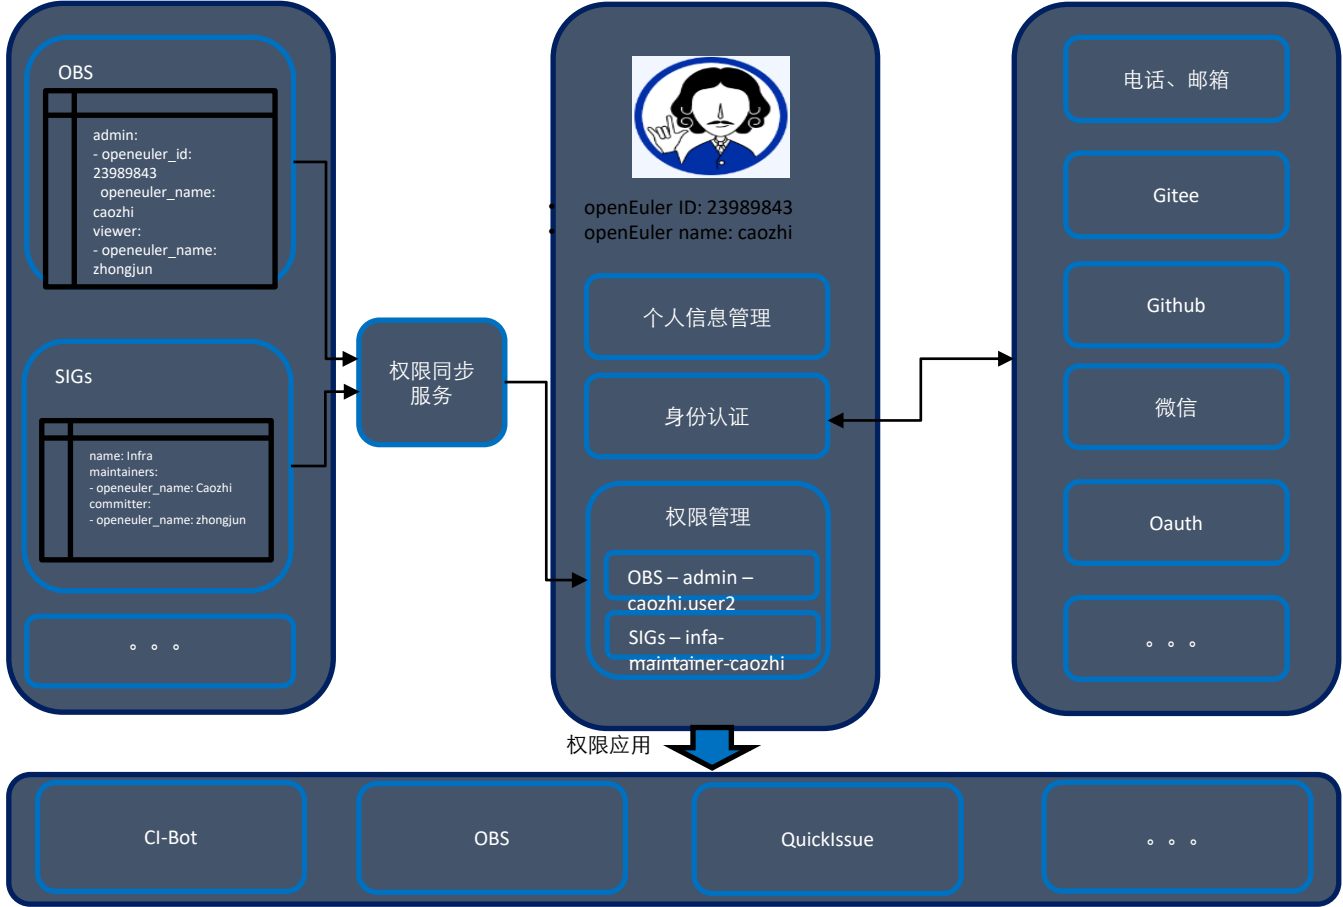 OBS
admin:
- openeuler_id:
23989843
openeuler_name:
caozhi
viewer:
- openeuler_name:
zhongjun
SIGs
name: Infra
maintainers:
- openeuler_name: Caozhi
committer:
- openeuler_name: zhongjun
。。。
权限同步
服务
• openEuler ID: 23989843
• openEuler name: caozhi
个人信息管理
身份认证
权限管理
OBS – admin –
caozhi.user2
SIGs – infa-
maintainer-caozhi
电话、邮箱
Gitee
Github
微信
Oauth
。。。
权限应用
CI-Bot
OBS
QuickIssue
。。。